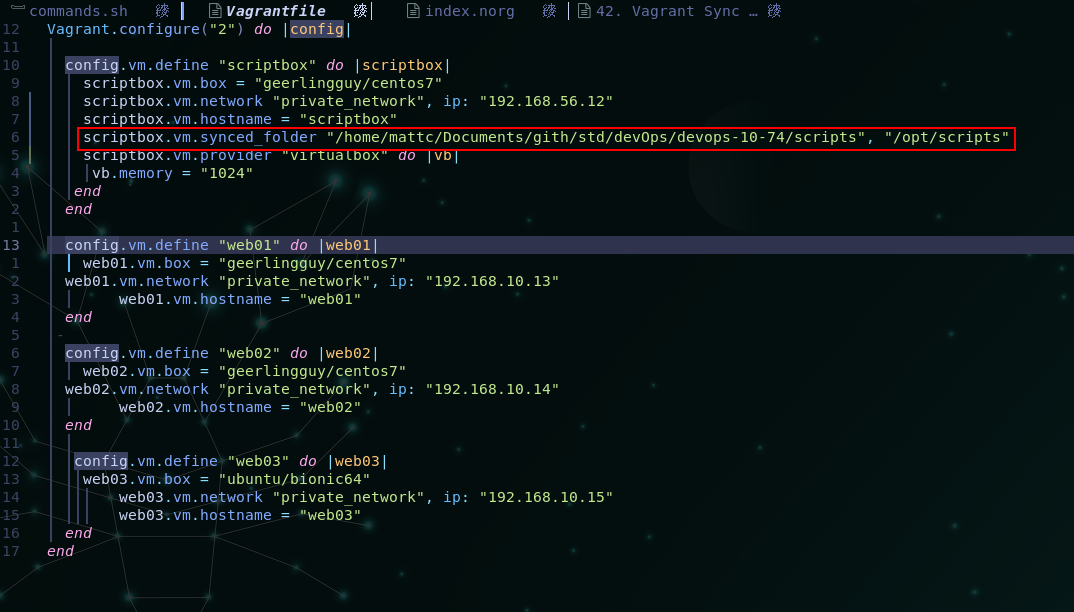 commands.sh Vagrantfile index.norg 42. Vagrant Sync …
12 Vagrant.configure("2") do |config|
11
10 config.vm.define "scriptbox" do |scriptbox|
9 scriptbox.vm.box = "geerlingguy/centos7"
8 scriptbox.vm.network "private_network", ip: "192.168.56.12"
7 scriptbox.vm.hostname = "scriptbox"
6 scriptbox.vm.synced_folder "/home/mattc/Documents/gith/std/devOps/devops-10-74/scripts", "/opt/scripts"
5 scriptbox.vm.provider "virtualbox" do |vb|
4 vb.memory = "1024"
3 end
2 end
1
13 config.vm.define "web01" do |web01|
1 web01.vm.box = "geerlingguy/centos7"
2 web01.vm.network "private_network", ip: "192.168.10.13"
3 web01.vm.hostname = "web01"
4 end
5 -
6 config.vm.define "web02" do |web02|
7 web02.vm.box = "geerlingguy/centos7"
8 web02.vm.network "private_network", ip: "192.168.10.14"
9 web02.vm.hostname = "web02"
10 end
11
12 config.vm.define "web03" do |web03|
13 web03.vm.box = "ubuntu/bionic64"
14 web03.vm.network "private_network", ip: "192.168.10.15"
15 web03.vm.hostname = "web03"
16 end
17 end